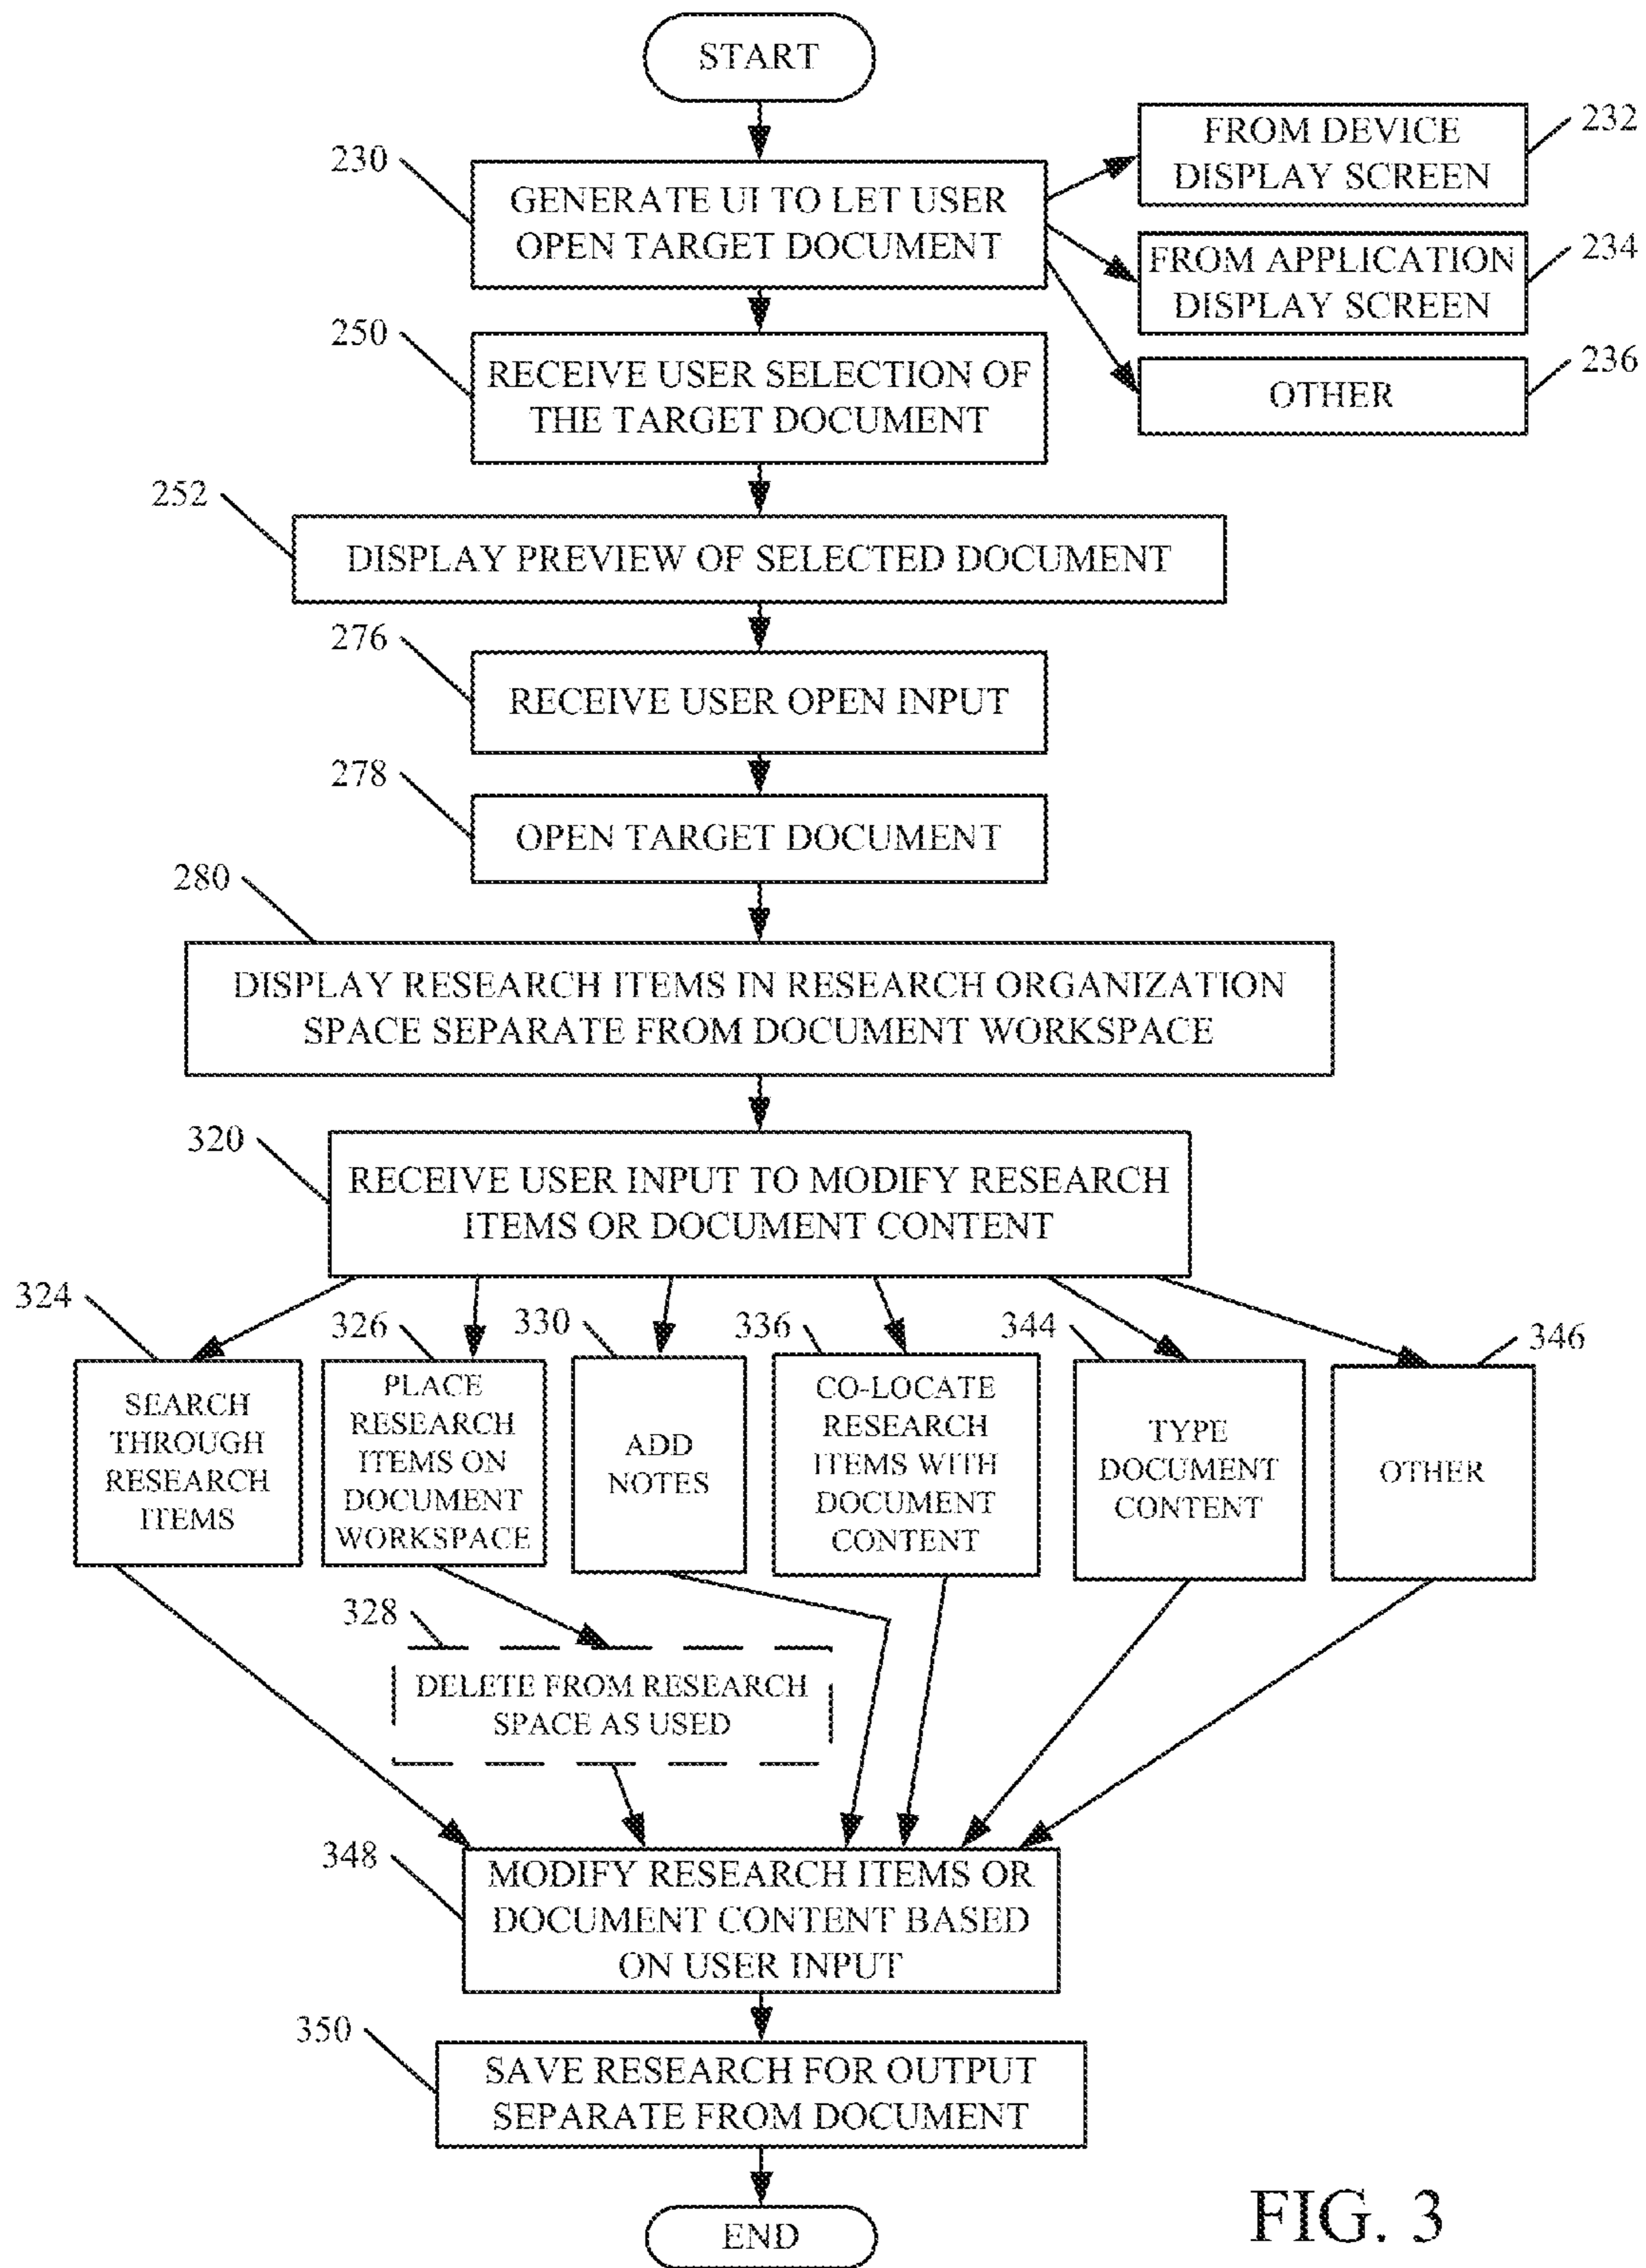 START
230
GENERATE UI TO LET USER
OPEN TARGET DOCUMENT
FROM DEVICE
DISPLAY SCREEN
232
FROM APPLICATION
DISPLAY SCREEN
234
OTHER
236
250
RECEIVE USER SELECTION OF
THE TARGET DOCUMENT
252
DISPLAY PREVIEW OF SELECTED DOCUMENT
276
RECEIVE USER OPEN INPUT
278
OPEN TARGET DOCUMENT
280
DISPLAY RESEARCH ITEMS IN RESEARCH ORGANIZATION
SPACE SEPARATE FROM DOCUMENT WORKSPACE
320
RECEIVE USER INPUT TO MODIFY RESEARCH
ITEMS OR DOCUMENT CONTENT
324
SEARCH
THROUGH
RESEARCH
ITEMS
326
PLACE
RESEARCH
ITEMS ON
DOCUMENT
WORKSPACE
330
ADD
NOTES
336
CO-LOCATE
RESEARCH
ITEMS WITH
DOCUMENT
CONTENT
344
TYPE
DOCUMENT
CONTENT
346
OTHER
328
DELETE FROM RESEARCH
SPACE AS USED
348
MODIFY RESEARCH ITEMS OR
DOCUMENT CONTENT BASED
ON USER INPUT
350
SAVE RESEARCH FOR OUTPUT
SEPARATE FROM DOCUMENT
END
FIG. 3